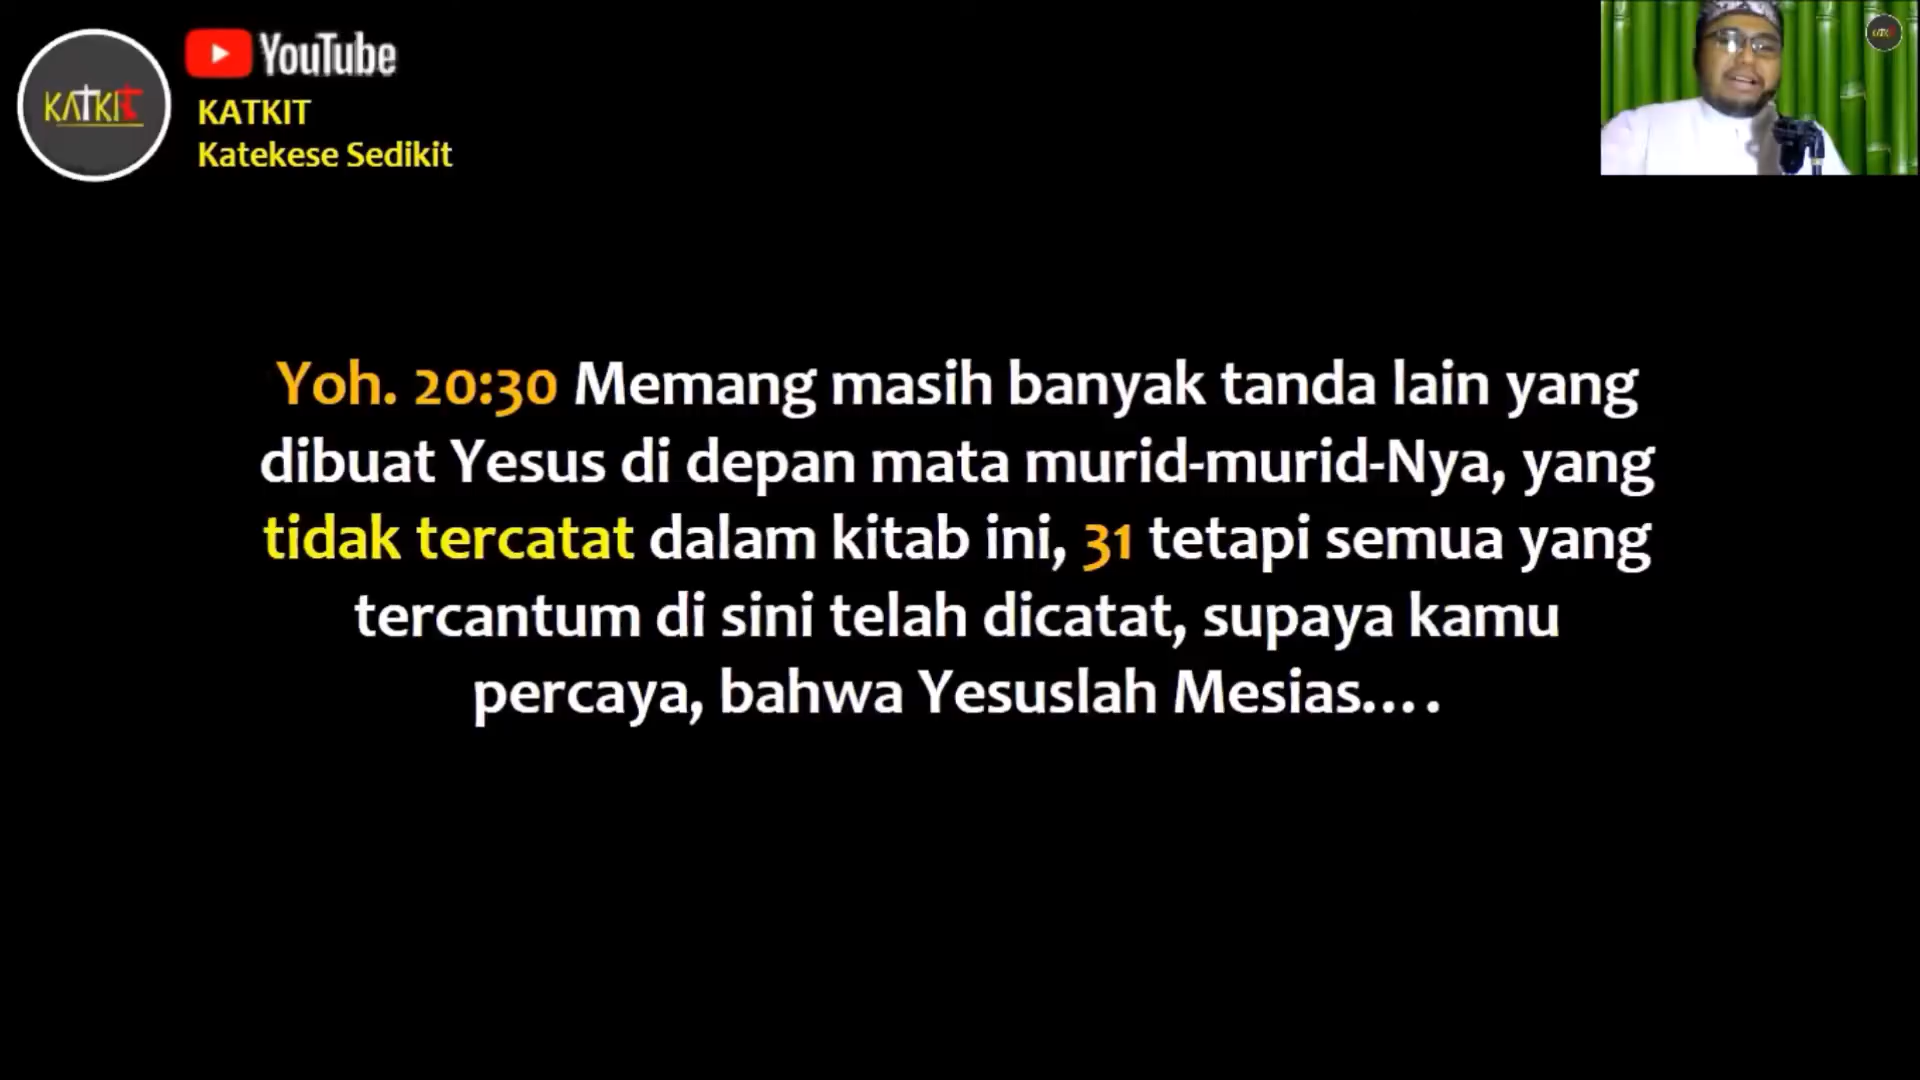 KATKIT
YouTube
KATKIT
Katekese Sedikit
Yoh. 20:30 Memang masih banyak tanda lain yang
dibuat Yesus di depan mata murid-murid-Nya, yang
tidak tercatat dalam kitab ini, 31 tetapi semua yang
tercantum di sini telah dicatat, supaya kamu
percaya, bahwa Yesuslah Mesias....